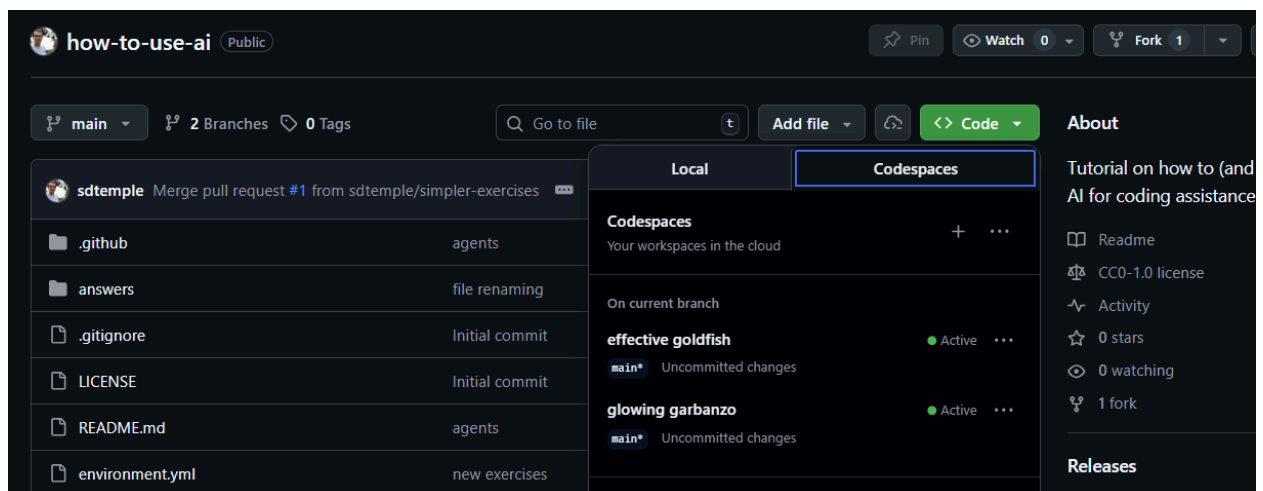 how-to-use-ai Public
Pin
Watch 0
Fork 1
main
2 Branches
0 Tags
Go to file
t
Add file
<> Code
About
Tutorial on how to (and
AI for coding assistance
Readme
CC0-1.0 license
Activity
0 stars
0 watching
1 fork
Releases
sdtemple Merge pull request #1 from sdtemple/simpler-exercises
.github agents
answers file renaming
.gitignore Initial commit
LICENSE Initial commit
README.md agents
environment.yml new exercises
Local
Codespaces
Codespaces
Your workspaces in the cloud
On current branch
effective goldfish Active
main* Uncommitted changes
glowing garbanzo Active
main* Uncommitted changes